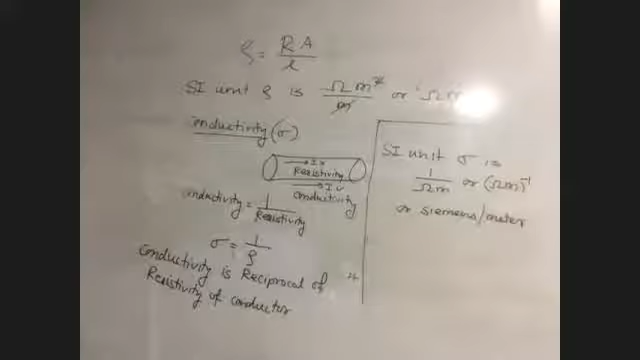 ρ = RA/l
SI unit ρ is Ωm²/m or Ωm
Conductivity (σ)
→ I x
Resistivity
→ I ✓
Conductivity
Conductivity = 1/Resistivity
σ = 1/ρ
Conductivity is Reciprocal of
Resistivity of conductor
SI unit σ is
1/Ωm or (Ωm)⁻¹
or siemens/meter